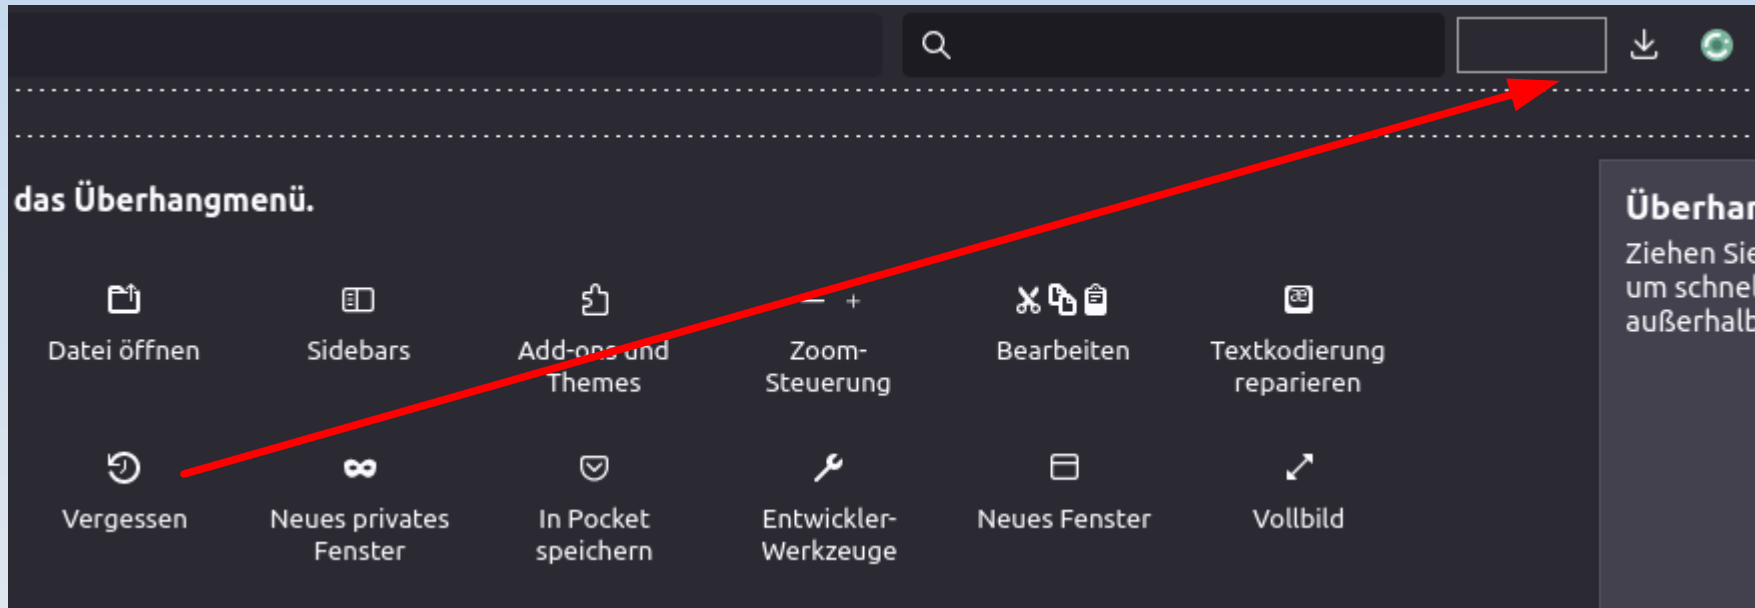 das Überhangmenü.
Datei öffnen
Sidebars
Add-ons und
Themes
Zoom-
Steuerung
Bearbeiten
Textkodierung
reparieren
Vergessen
Neues privates
Fenster
In Pocket
speichern
Entwickler-
Werkzeuge
Neues Fenster
Vollbild
Ziehen Sie
um schnel
außerhalb